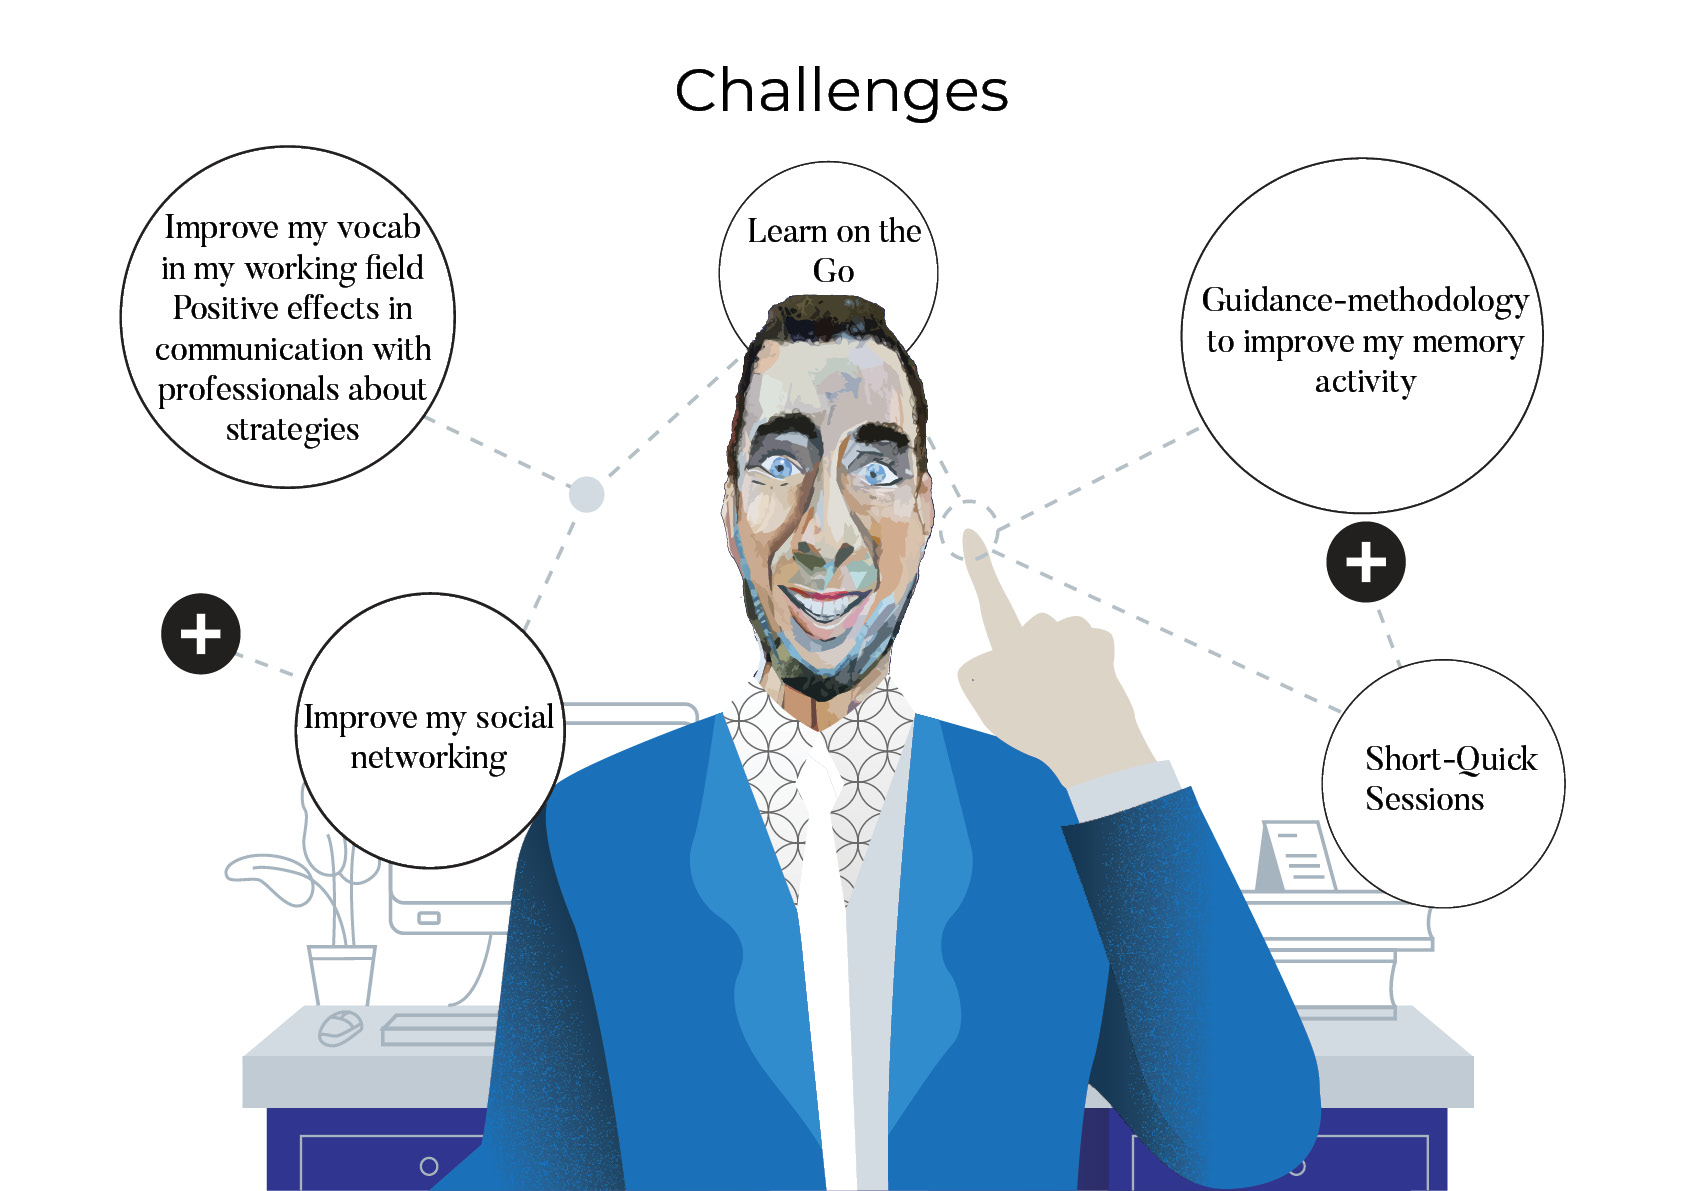 Challenges
Improve my vocab
in my working field
Positive effects in
communication with
professionals about
strategies
Learn on the
Go
Guidance-methodology
to improve my memory
activity
Improve my social
networking
Short-Quick
Sessions